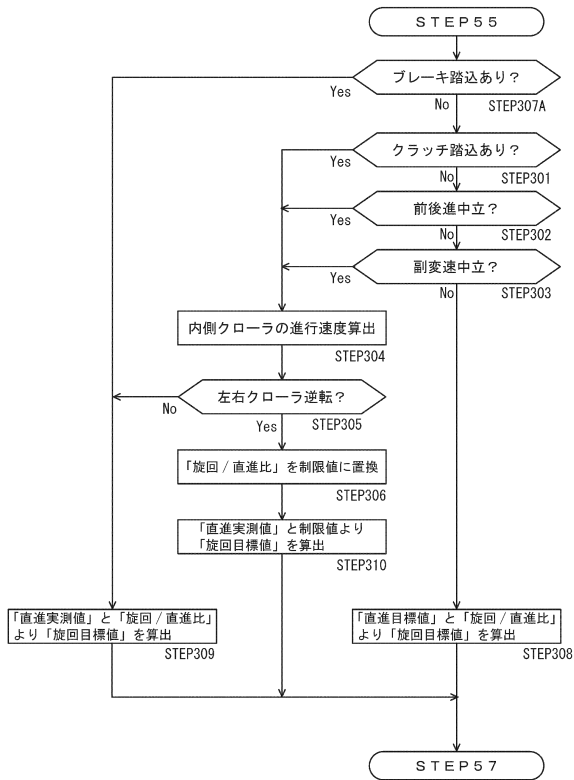 ＳＴＥＰ５５
ブレーキ踏込あり？
Yes
No
STEP307A
クラッチ踏込あり？
Yes
No
STEP301
前後進中立？
Yes
No
STEP302
副変速中立？
Yes
No
STEP303
内側クローラの進行速度算出
STEP304
左右クローラ逆転？
No
Yes
STEP305
「旋回／直進比」を制限値に置換
STEP306
「直進実測値」と制限値より
「旋回目標値」を算出
STEP310
「直進実測値」と「旋回／直進比」
より「旋回目標値」を算出
STEP309
「直進目標値」と「旋回／直進比」
より「旋回目標値」を算出
STEP308
ＳＴＥＰ５７